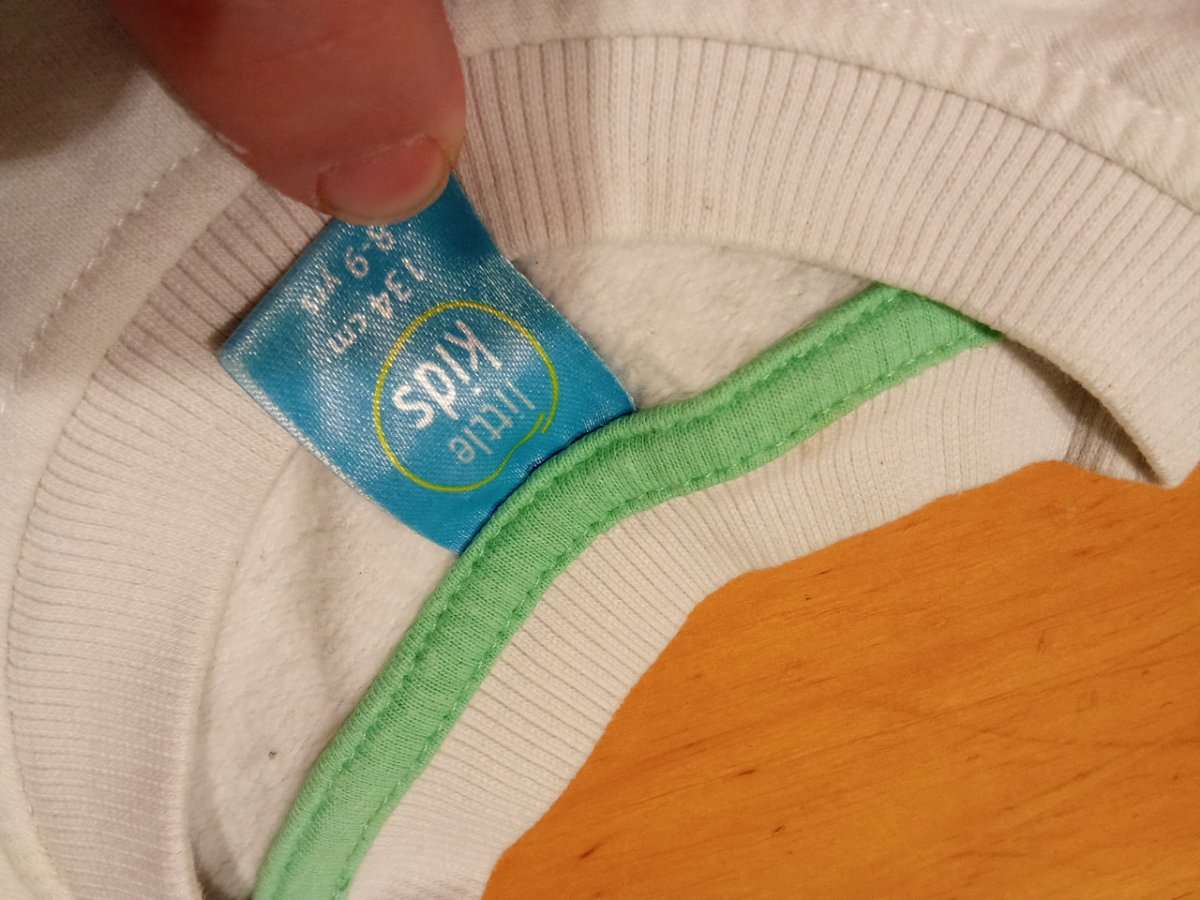 little
kids
134 cm
8-9 yrs